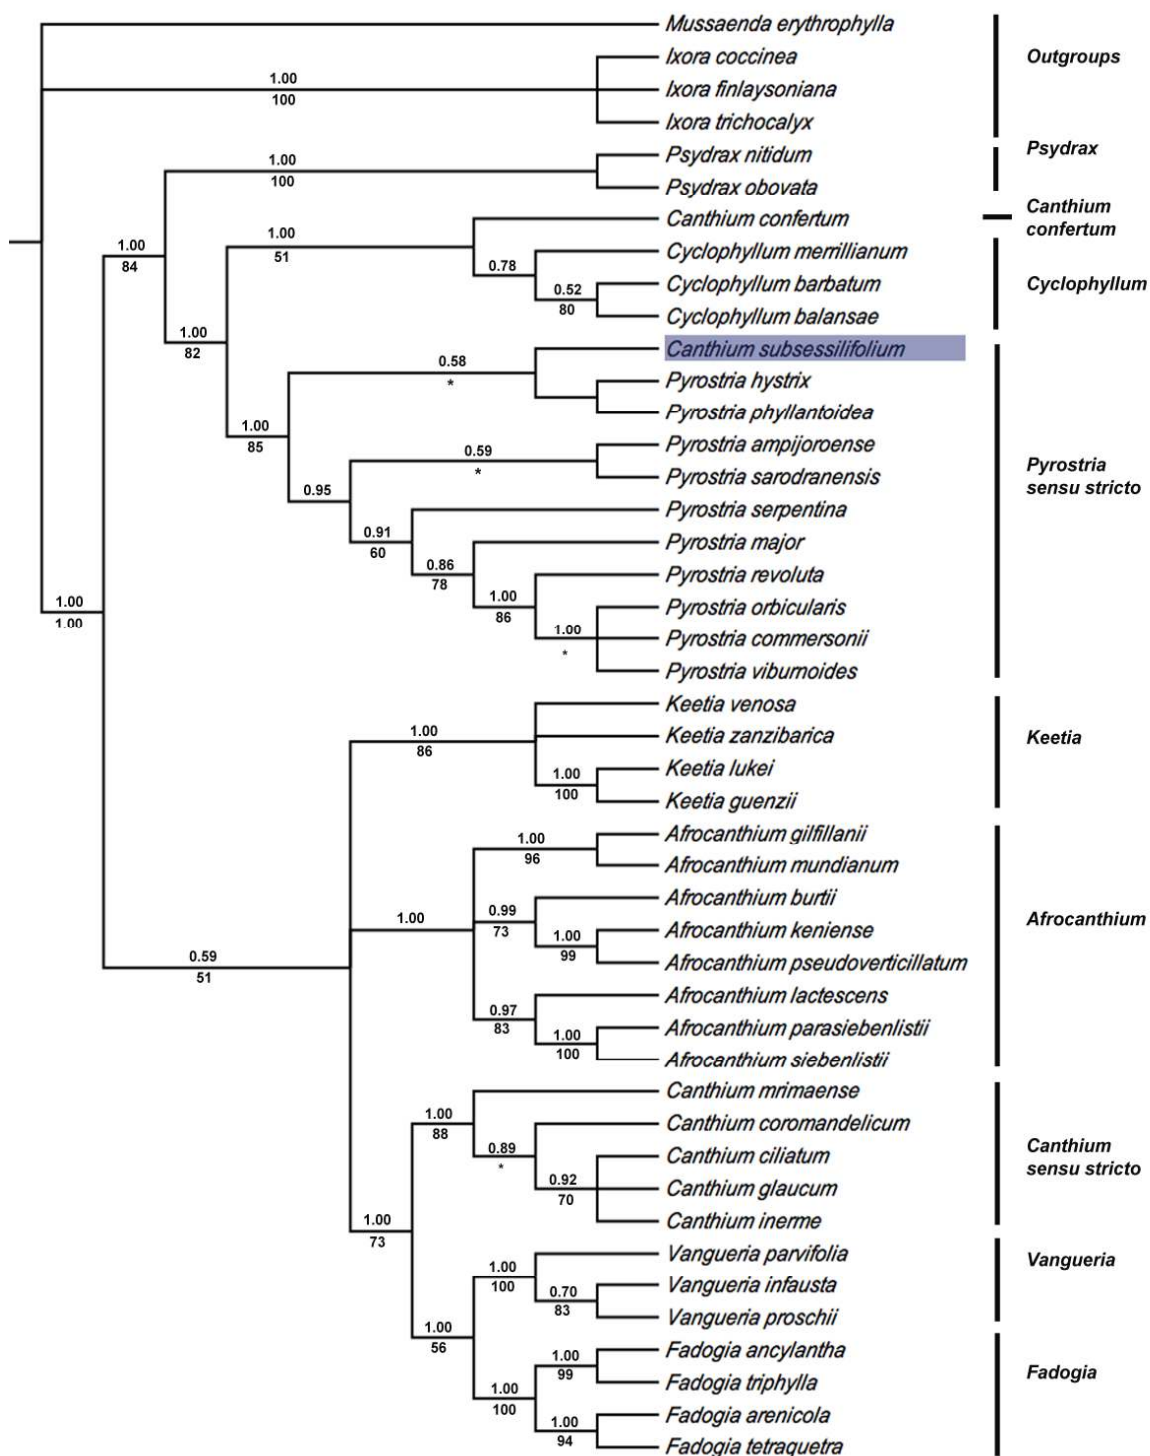 Mussaenda erythrophylla
Ixora coccinea
Outgroups
1.00
100
Ixora finlaysoniana
Ixora trichocalyx
1.00
100
Psydrax nitidum
Psydrax
Psydrax obovata
Canthium confertum
Canthium
confertum
1.00
84
1.00
51
Cyclophyllum merrillianum
0.78
Cyclophyllum barbatum
Cyclophyllum
0.52
80
Cyclophyllum balansae
1.00
82
Canthium subsessilifolium
0.58
*
Pyrostria hystrix
Pyrostria phyllantoidea
1.00
85
Pyrostria ampijoroense
0.59
*
Pyrostria sarodranensis
Pyrostria
sensu stricto
0.95
Pyrostria serpentina
0.91
60
Pyrostria major
0.86
78
Pyrostria revoluta
1.00
86
Pyrostria orbicularis
1.00
*
Pyrostria commersonii
Pyrostria viburnoides
1.00
1.00
Keetia venosa
1.00
86
Keetia zanzibarica
Keetia
Keetia lukei
1.00
100
Keetia guenzii
Afrocanthium gilfillanii
1.00
96
Afrocanthium mundianum
Afrocanthium burtii
0.99
73
1.00
Afrocanthium
Afrocanthium keniense
1.00
99
Afrocanthium pseudoverticillatum
0.59
51
Afrocanthium lactescens
0.97
83
Afrocanthium parasiebenlistii
1.00
100
Afrocanthium siebenlistii
Canthium mrimaense
1.00
88
Canthium coromandelicum
0.89
*
Canthium ciliatum
Canthium
sensu stricto
0.92
70
Canthium glaucum
Canthium inerme
1.00
73
Vangueria parvifolia
1.00
100
Vangueria infausta
Vangueria
0.70
83
Vangueria proschii
1.00
56
Fadogia ancylantha
1.00
99
Fadogia triphylla
Fadogia
1.00
100
Fadogia arenicola
1.00
94
Fadogia tetraquetra